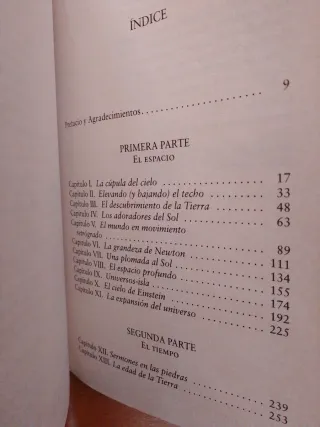 ÍNDICE
Prefacio y Agradecimientos . . . . . . . . . . . . . . . . 9
PRIMERA PARTE
EL ESPACIO
Capítulo I. La cúpula del cielo . . . . . . . . . . . . . . . 17
Capítulo II. Elevando (y bajando) el techo . . . . . . . . . 33
Capítulo III. El descubrimiento de la Tierra . . . . . . . . 48
Capítulo IV. Los adoradores del Sol . . . . . . . . . . . . 63
Capítulo V. El mundo en movimiento
retrógrado . . . . . . . . . . . . . . . . . . . . . . . . 89
Capítulo VI. La grandeza de Newton . . . . . . . . . . . . 111
Capítulo VII. Una plomada al Sol . . . . . . . . . . . . . 134
Capítulo VIII. El espacio profundo . . . . . . . . . . . . 155
Capítulo IX. Universos-isla . . . . . . . . . . . . . . . . 174
Capítulo X. El cielo de Einstein . . . . . . . . . . . . . 192
Capítulo XI. La expansión del universo . . . . . . . . . . 225
SEGUNDA PARTE
EL TIEMPO
Capítulo XII. Sermones en las piedras . . . . . . . . . . . 239
Capítulo XIII. La edad de la Tierra . . . . . . . . . . . . 253